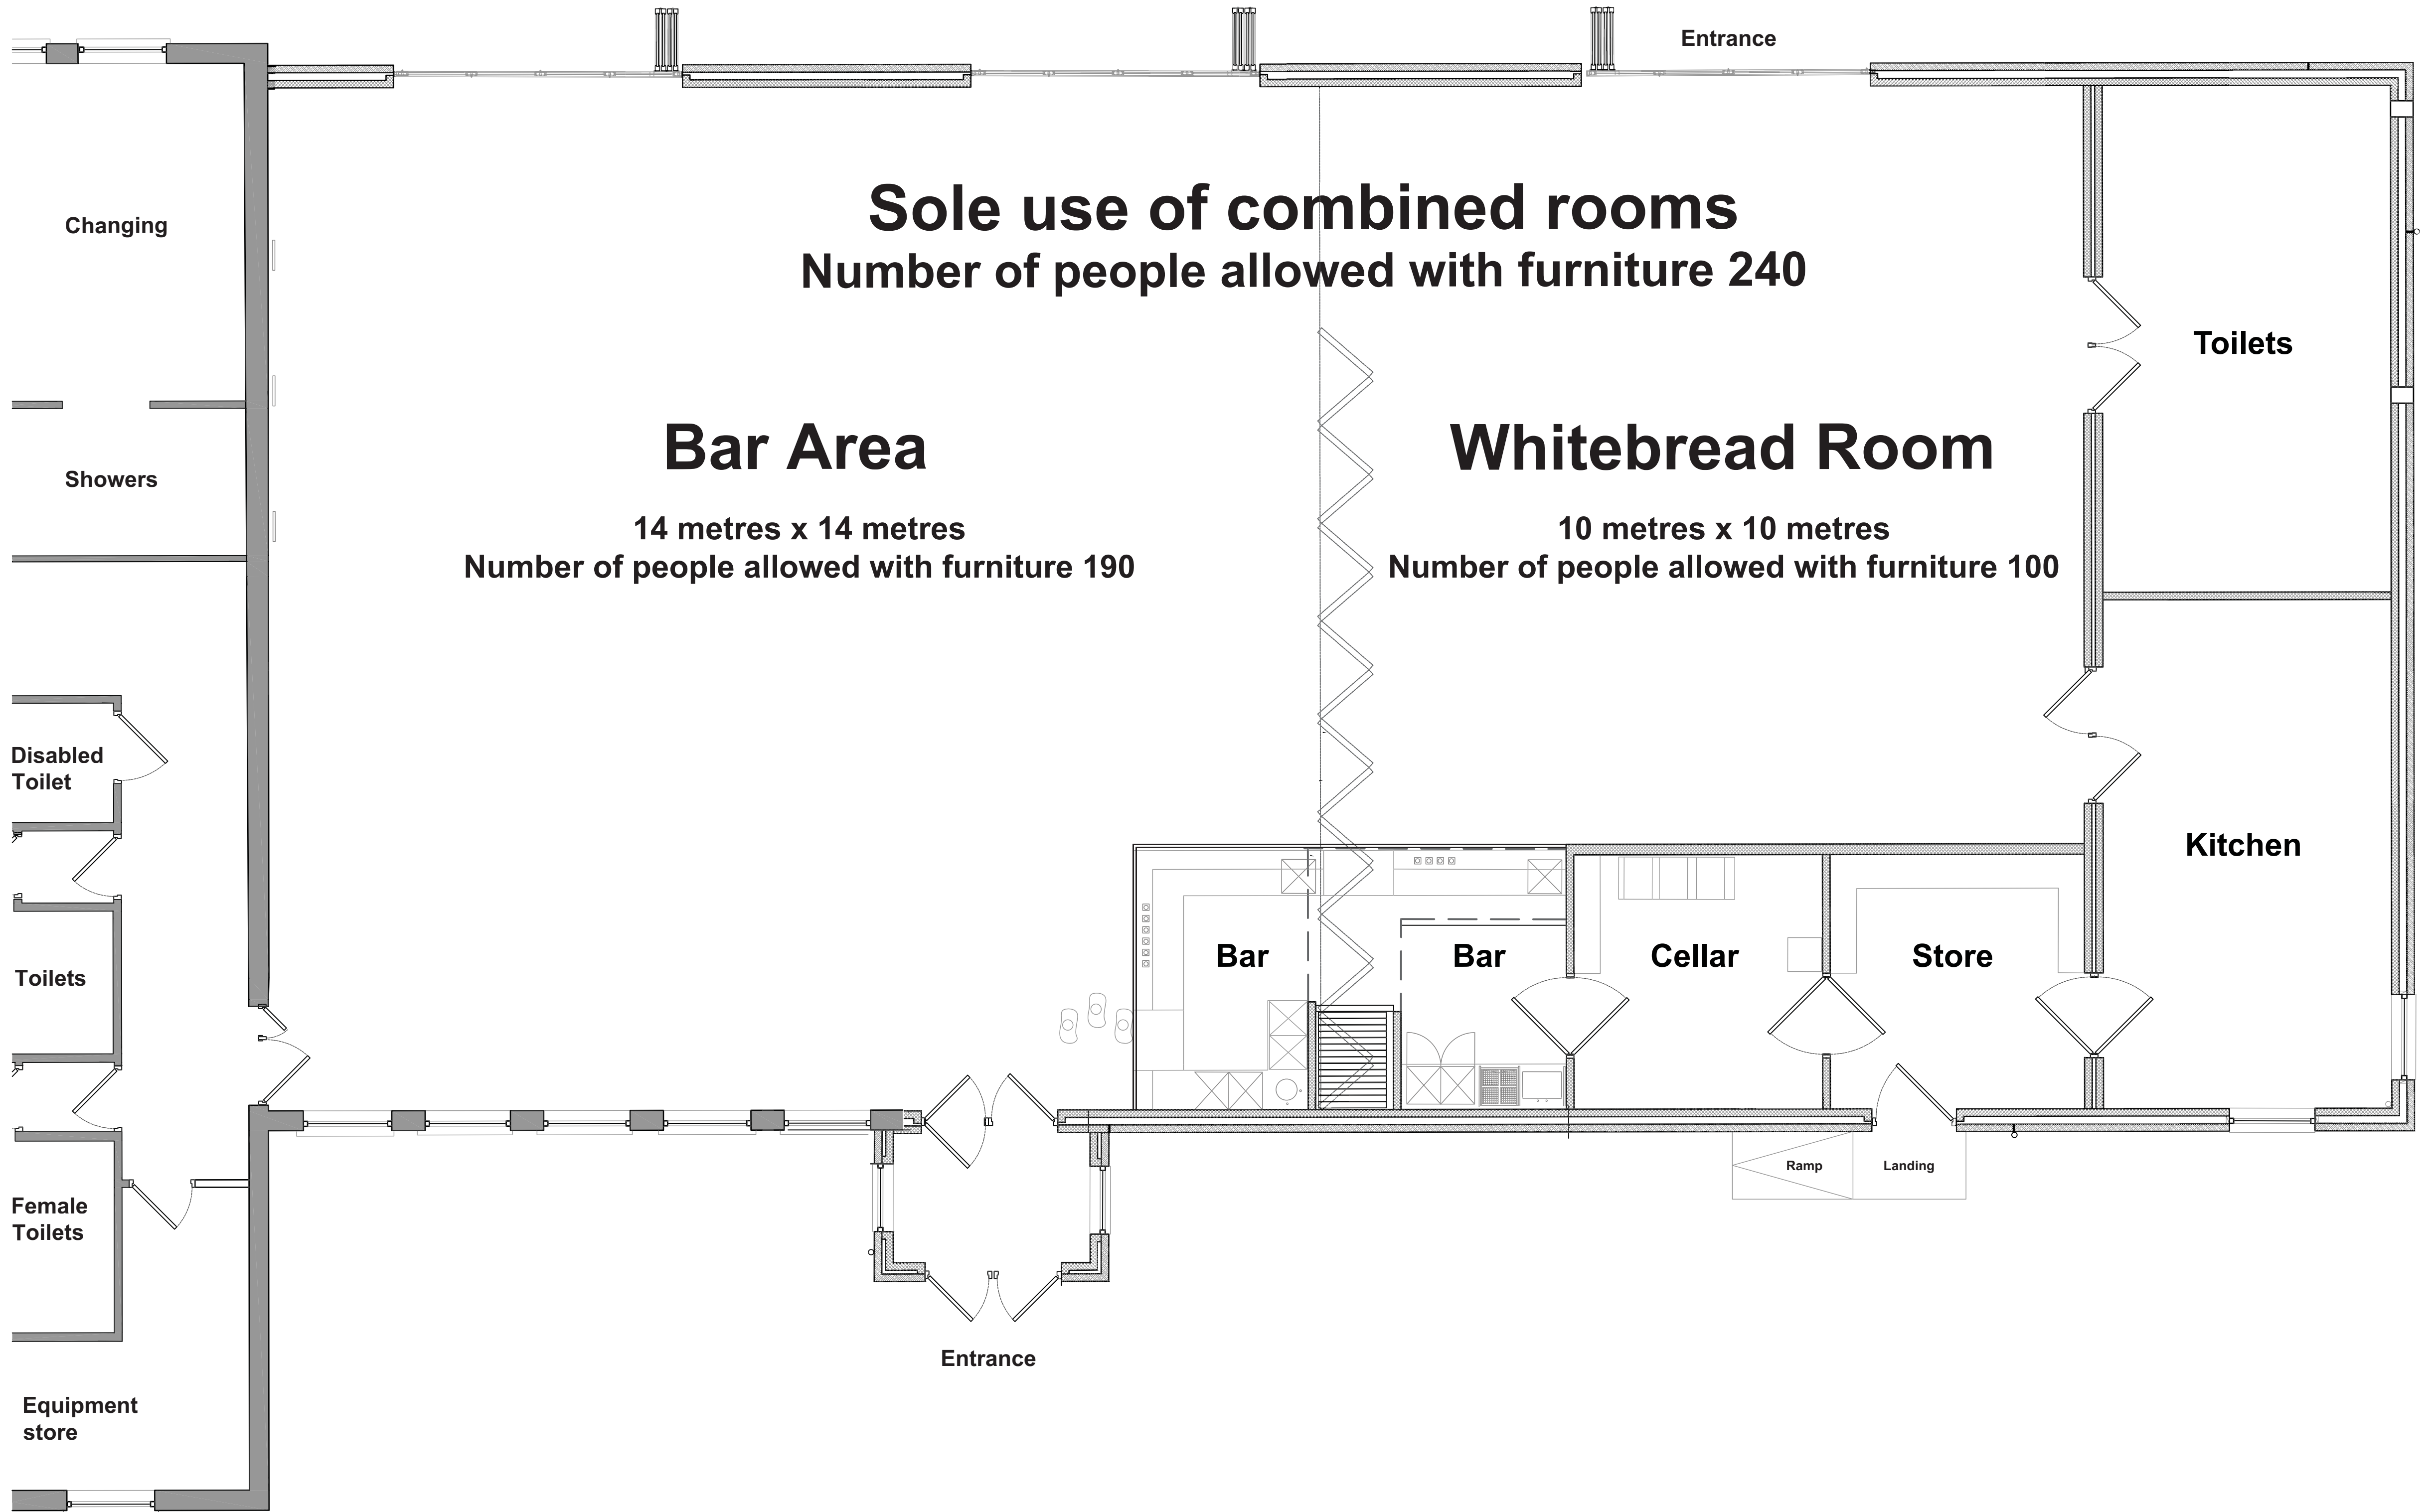 Entrance
Sole use of combined rooms
Number of people allowed with furniture 240
Changing
Showers
Bar Area
14 metres x 14 metres
Number of people allowed with furniture 190
Whitebread Room
10 metres x 10 metres
Number of people allowed with furniture 100
Toilets
Kitchen
Disabled
Toilet
Toilets
Bar
Bar
Cellar
Store
Female
Toilets
Ramp
Landing
Entrance
Equipment
store